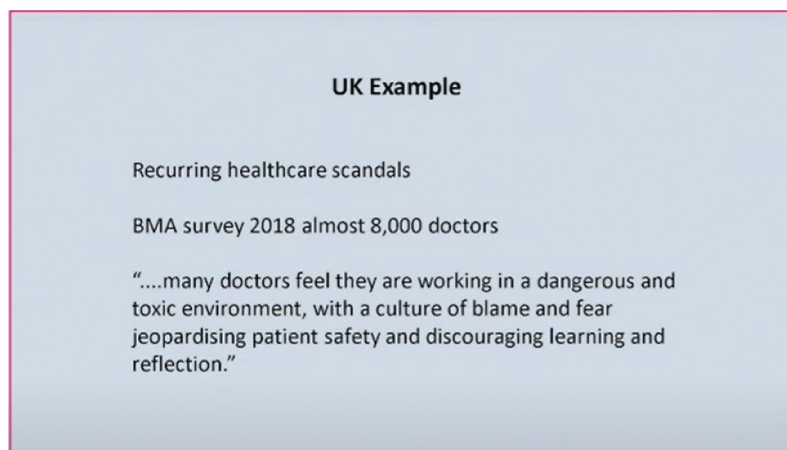 UK Example
Recurring healthcare scandals
BMA survey 2018 almost 8,000 doctors
“....many doctors feel they are working in a dangerous and
toxic environment, with a culture of blame and fear
jeopardising patient safety and discouraging learning and
reflection.”